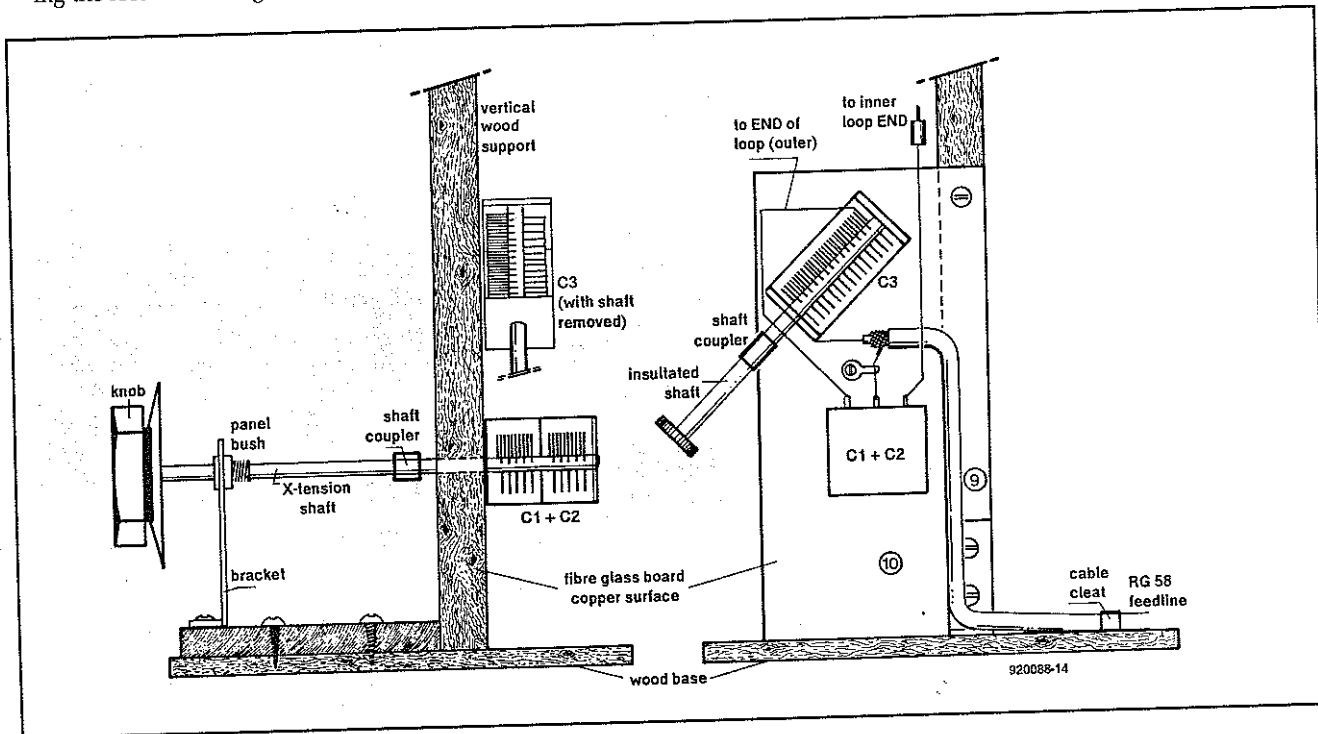 vertical
wood
support
C3
(with shaft
removed)
knob
panel
bush
shaft
coupler
X-tension
shaft
C1 + C2
bracket
fibre glass board
copper surface
wood base
to END of
loop (outer)
to inner
loop END
C3
shaft
coupler
insultated
shaft
C1 + C2
9
10
cable
cleat
RG 58
feedline
920088-14